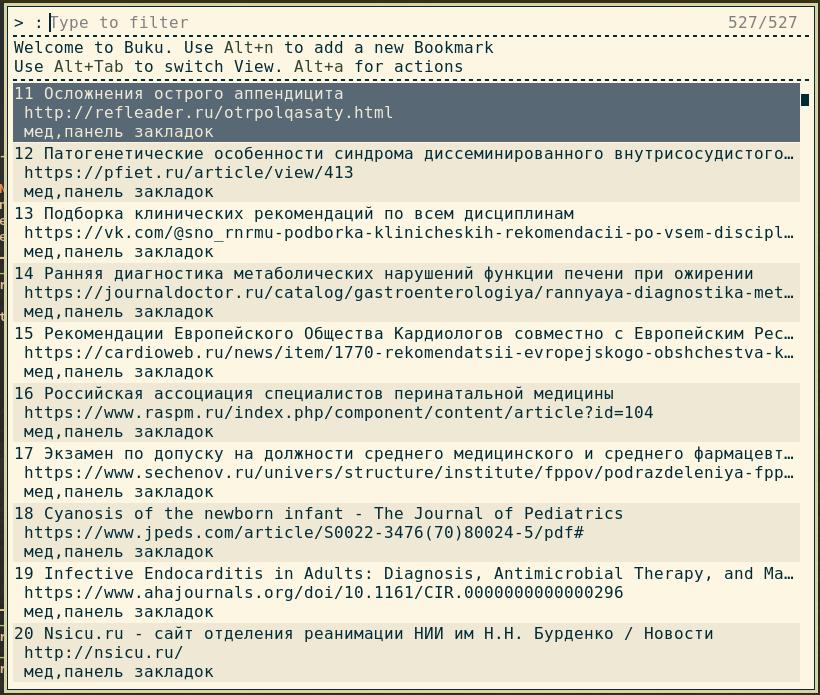 > : Type to filter 527/527
Welcome to Buku. Use Alt+n to add a new Bookmark
Use Alt+Tab to switch View. Alt+a for actions
11 Осложнения острого аппендицита
http://refleader.ru/otrpolqasaty.html
мед,панель закладок
12 Патогенетические особенности синдрома диссеминированного внутрисосудистого…
https://pfiet.ru/article/view/413
мед,панель закладок
13 Подборка клинических рекомендаций по всем дисциплинам
https://vk.com/@sno_rnrmu-podborka-klinicheskih-rekomendacii-po-vsem-discipl…
мед,панель закладок
14 Ранняя диагностика метаболических нарушений функции печени при ожирении
https://journaldoctor.ru/catalog/gastroenterologiya/rannyaya-diagnostika-met…
мед,панель закладок
15 Рекомендации Европейского Общества Кардиологов совместно с Европейским Рес…
https://cardioweb.ru/news/item/1770-rekomendatsii-evropejskogo-obshchestva-k…
мед,панель закладок
16 Российская ассоциация специалистов перинатальной медицины
https://www.raspm.ru/index.php/component/content/article?id=104
мед,панель закладок
17 Экзамен по допуску на должности среднего медицинского и среднего фармацевт…
https://www.sechenov.ru/univers/structure/institute/fppov/podrazdeleniya-fpp…
мед,панель закладок
18 Cyanosis of the newborn infant - The Journal of Pediatrics
https://www.jpeds.com/article/S0022-3476(70)80024-5/pdf#
мед,панель закладок
19 Infective Endocarditis in Adults: Diagnosis, Antimicrobial Therapy, and Ma…
https://www.ahajournals.org/doi/10.1161/CIR.0000000000000296
мед,панель закладок
20 Nsicu.ru - сайт отделения реанимации НИИ им Н.Н. Бурденко / Новости
http://nsicu.ru/
мед,панель закладок